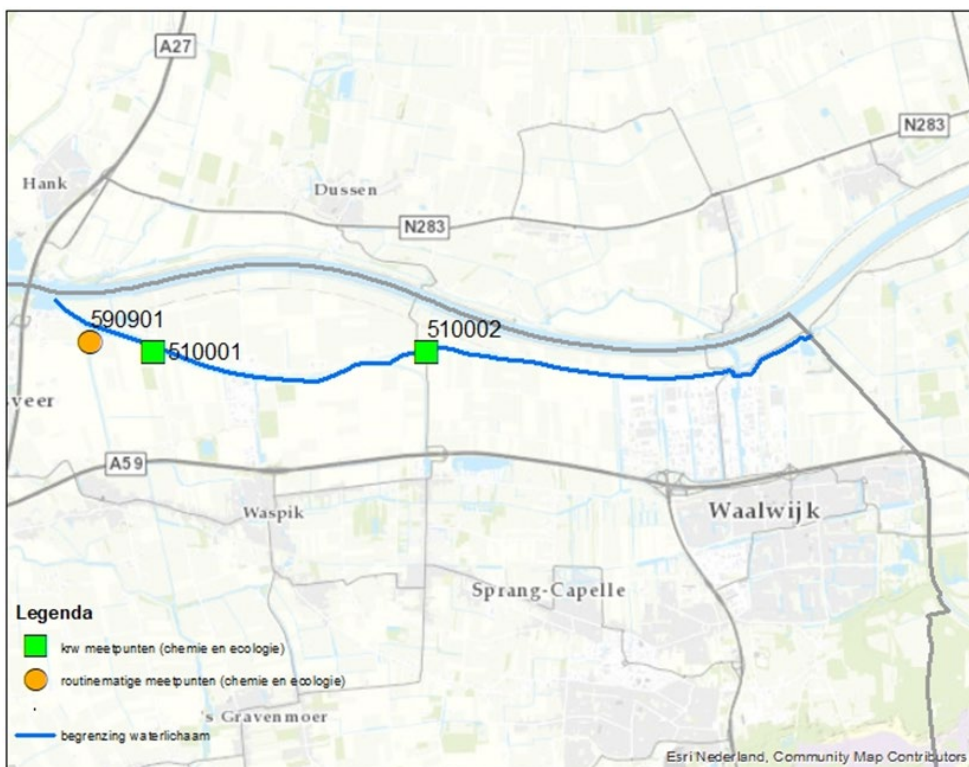 A27
N283
Hank
Dussen
N283
590901
510002
510001
sveer
A59
Waspik
Waalwijk
Sprang-Capelle
Legenda
krw meetpunten (chemie en ecologie)
routinematige meetpunten (chemie en ecologie)
's Gravenmoer
begrenzing waterlichaam
Esri Nederland, Community Map Contributors